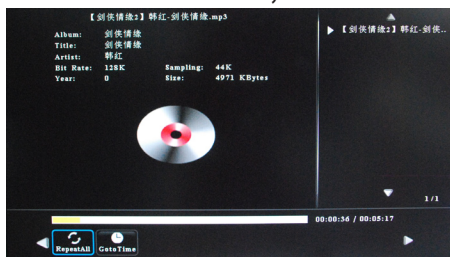 【剑侠情缘2】韩红-剑侠情缘.mp3
Album: 剑侠情缘
Title: 剑侠情缘
Artist: 韩红
Bit Rate: 128K Sampling: 44K
Year: 0 Size: 4971 KBytes
【剑侠情缘2】韩红-剑侠..
1/1
00:00:36 / 00:05:17
RepeatAll GotoTime